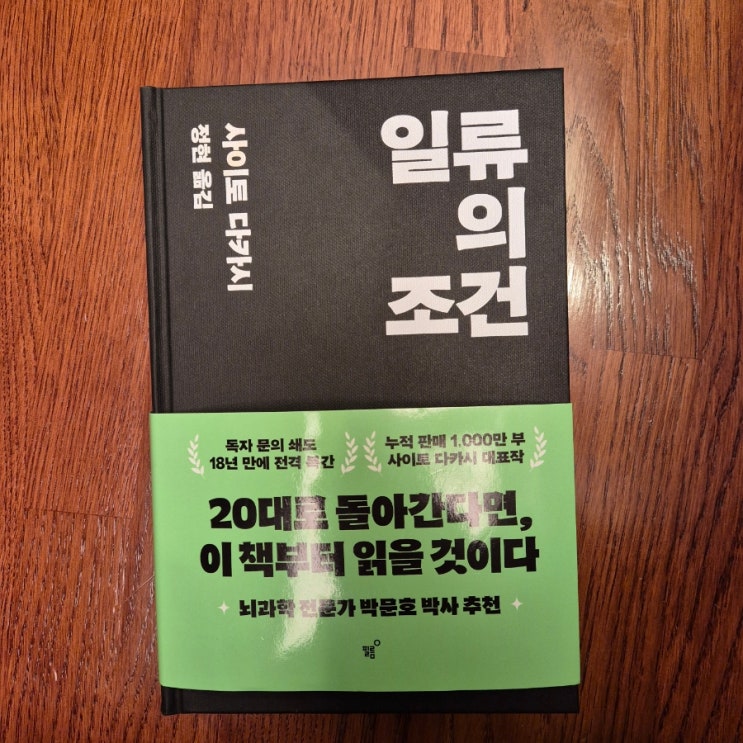 일류
의
조건
사이토 다카시
정현 옮김
독자 문의 쇄도
18년 만에 전격 복간
누적 판매 1,000만 부
사이토 다카시 대표작
20대로 돌아간다면,
이 책부터 읽을 것이다
뇌과학 전문가 박문호 박사 추천
필름